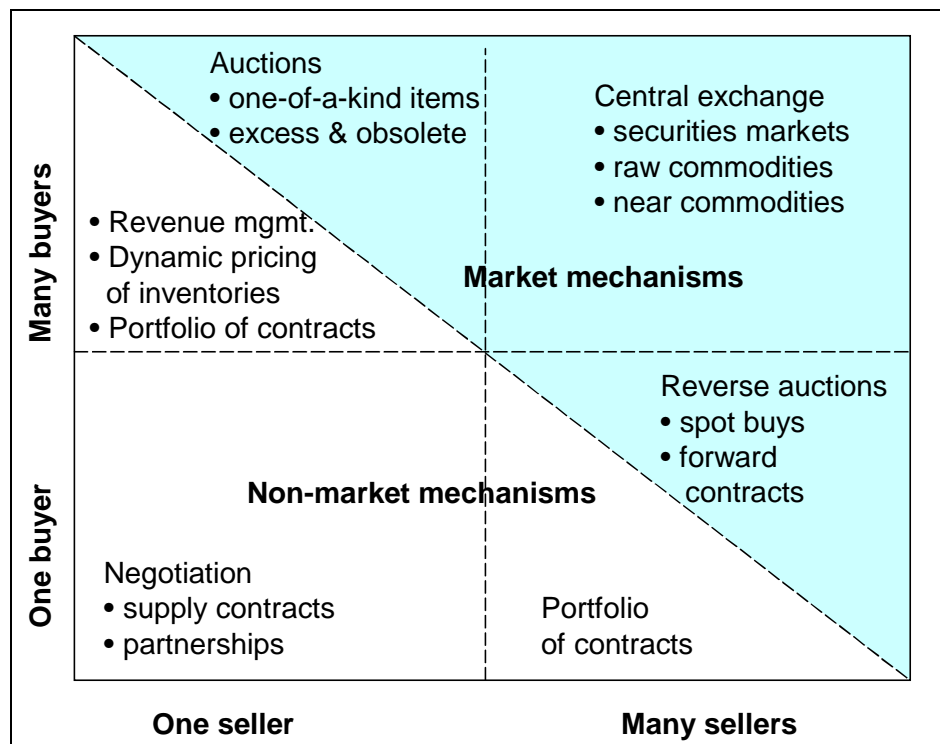 Auctions
• one-of-a-kind items
• excess & obsolete
Central exchange
• securities markets
• raw commodities
• near commodities
Many buyers
• Revenue mgmt.
• Dynamic pricing
of inventories
• Portfolio of contracts
Market mechanisms
Reverse auctions
• spot buys
• forward
contracts
One buyer
Non-market mechanisms
Negotiation
• supply contracts
• partnerships
Portfolio
of contracts
One seller
Many sellers